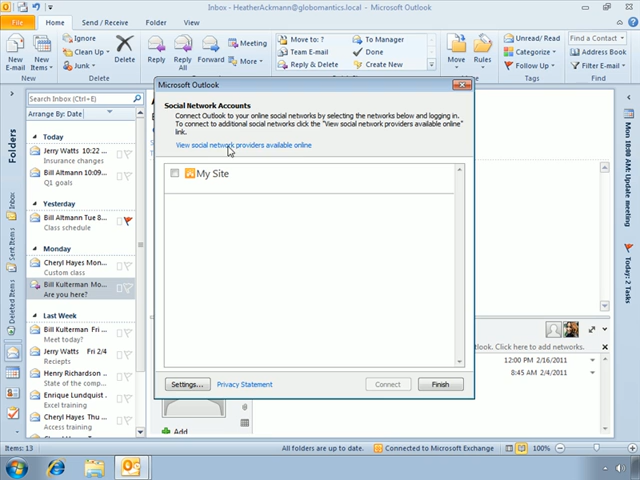 Inbox - HeatherAckmann@globomantics.local - Microsoft Outlook
File Home Send / Receive Folder View
New E-mail
New Items
Ignore
Clean Up
Junk
Delete
Reply
Reply All
Forward
Meeting
More
Move to: ?
Team E-mail
Reply & Delete
To Manager
Done
Create New
Move
Rules
Unread/ Read
Categorize
Follow Up
Find a Contact
Address Book
Filter E-mail
New Delete Move Tags Find
Search Inbox (Ctrl+E)
Arrange By: Date
Today
Jerry Watts 10:22 ...
Insurance changes
Bill Altmann 10:09...
Q1 goals
Yesterday
Bill Altmann Tue 8...
Class schedule
Monday
Cheryl Hayes Mon...
Custom class
Bill Kulterman Mo...
Are you here?
Last Week
Bill Kulterman Fri ...
Meet today?
Jerry Watts Fri 2/4
Reciepts
Henry Richardson ...
State of the comp...
Enrique Lundquist ...
Excel training
Cheryl Hayes Thu ...
Access training
Folders
Inbox
Sent Items
Deleted Items
Microsoft Outlook
Social Network Accounts
Connect Outlook to your online social networks by selecting the networks below and logging in.
To connect to additional social networks click the "View social network providers available online"
link.
View social network providers available online
My Site
Settings... Privacy Statement Connect Finish
tlook. Click here to add networks.
12:00 PM 2/16/2011
8:45 AM 2/4/2011
Add
Mon 10:00 AM: Update meeting
Today: 2 Tasks
Items: 13 All folders are up to date. Connected to Microsoft Exchange 100%